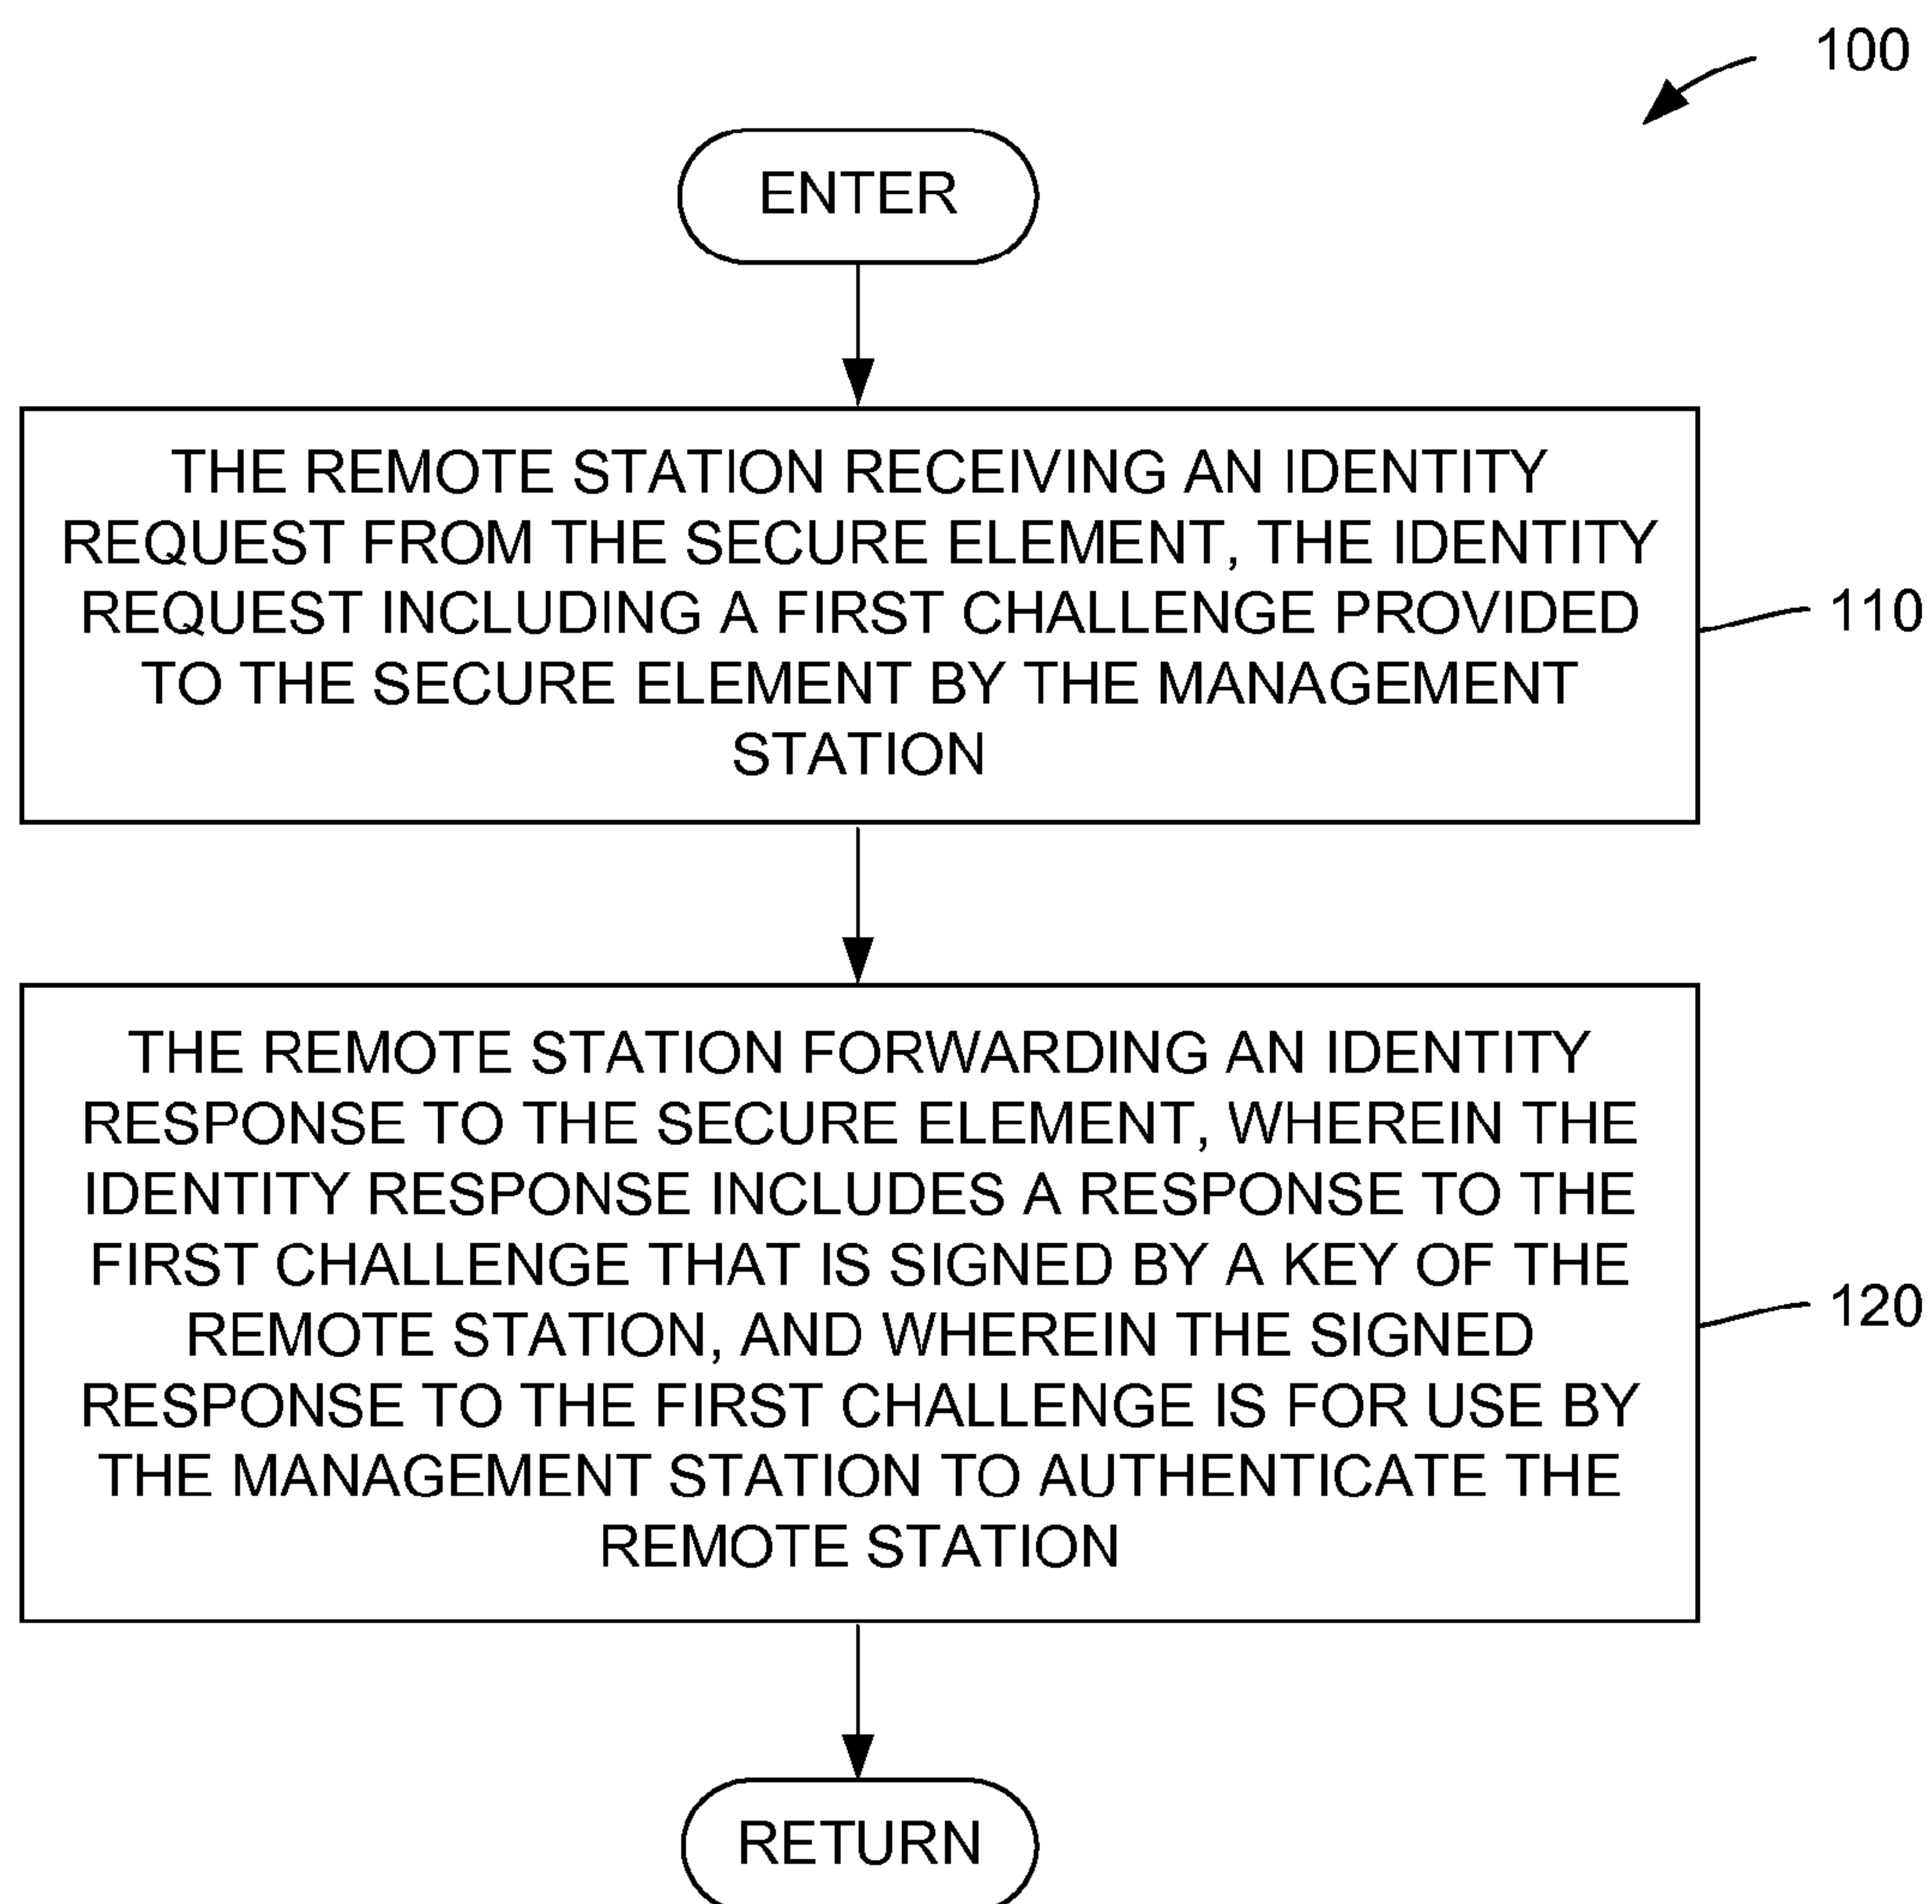 100
ENTER
THE REMOTE STATION RECEIVING AN IDENTITY
REQUEST FROM THE SECURE ELEMENT, THE IDENTITY
REQUEST INCLUDING A FIRST CHALLENGE PROVIDED
TO THE SECURE ELEMENT BY THE MANAGEMENT
STATION
110
THE REMOTE STATION FORWARDING AN IDENTITY
RESPONSE TO THE SECURE ELEMENT, WHEREIN THE
IDENTITY RESPONSE INCLUDES A RESPONSE TO THE
FIRST CHALLENGE THAT IS SIGNED BY A KEY OF THE
REMOTE STATION, AND WHEREIN THE SIGNED
RESPONSE TO THE FIRST CHALLENGE IS FOR USE BY
THE MANAGEMENT STATION TO AUTHENTICATE THE
REMOTE STATION
120
RETURN